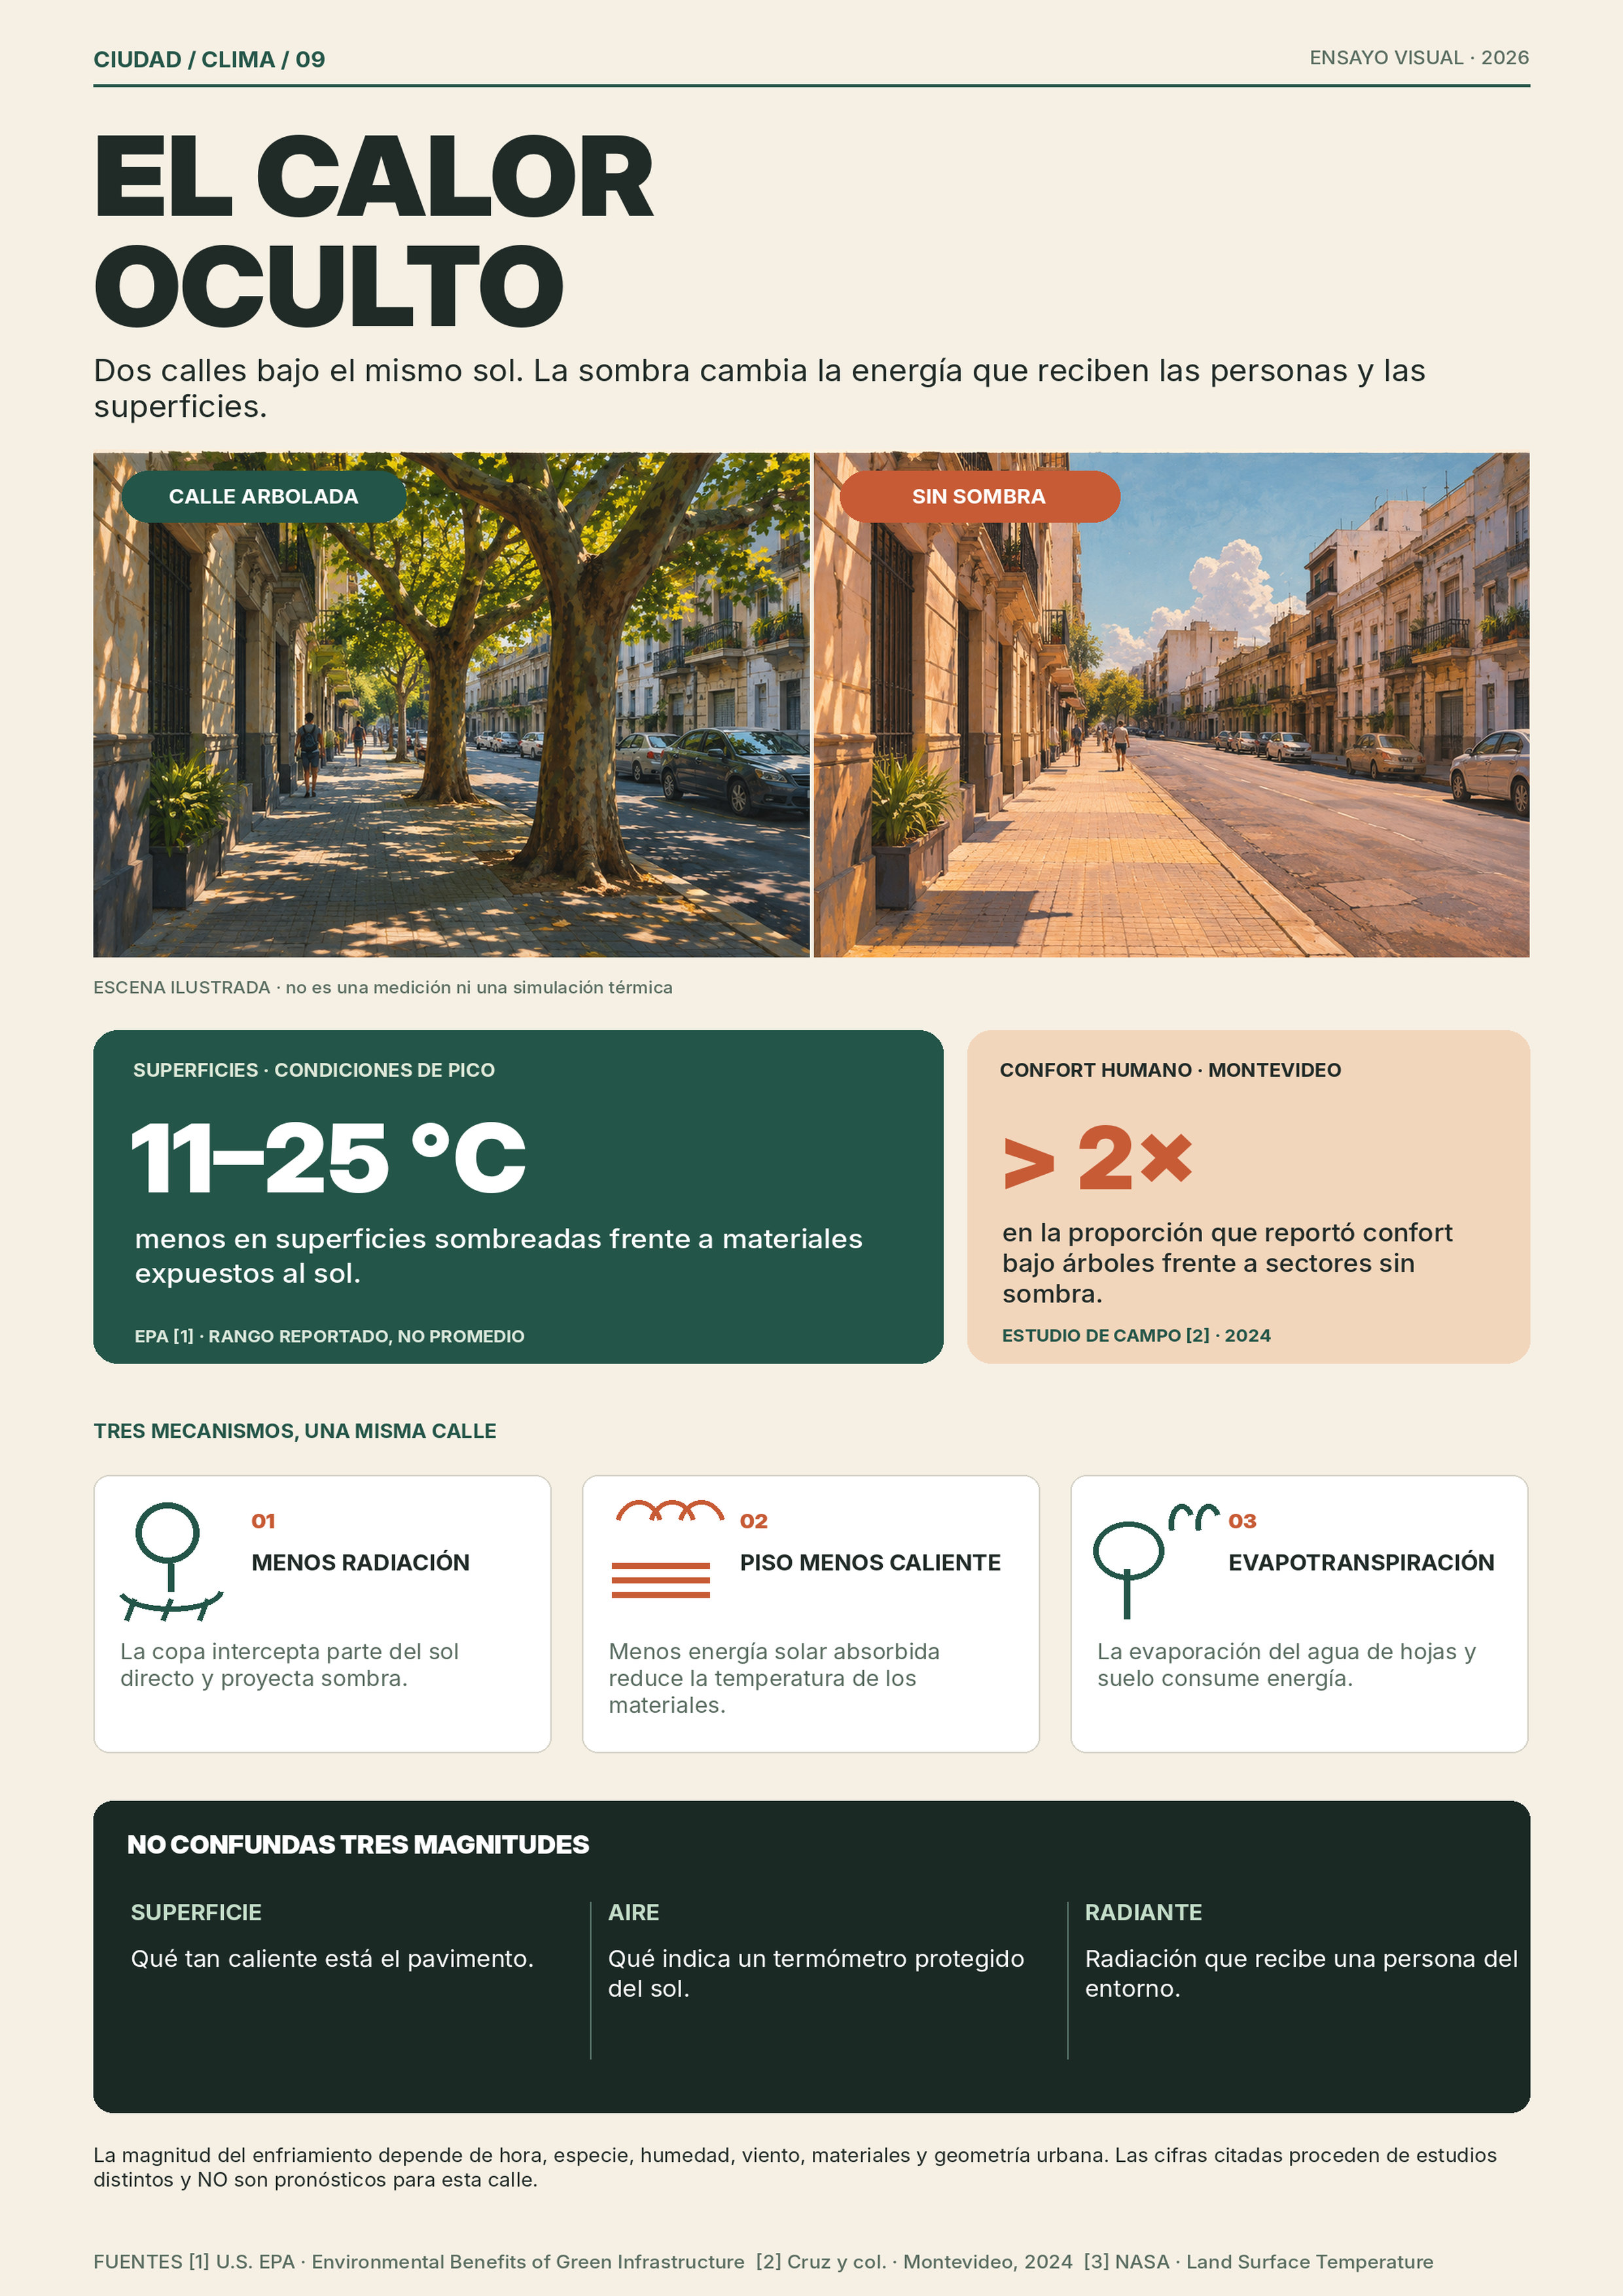 CIUDAD / CLIMA / 09
ENSAYO VISUAL · 2026
EL CALOR
OCULTO
Dos calles bajo el mismo sol. La sombra cambia la energía que reciben las personas y las
superficies.
CALLE ARBOLADA
SIN SOMBRA
ESCENA ILUSTRADA · no es una medición ni una simulación térmica
SUPERFICIES · CONDICIONES DE PICO
11–25 °C
menos en superficies sombreadas frente a materiales
expuestos al sol.
EPA [1] · RANGO REPORTADO, NO PROMEDIO
CONFORT HUMANO · MONTEVIDEO
> 2×
en la proporción que reportó confort
bajo árboles frente a sectores sin
sombra.
ESTUDIO DE CAMPO [2] · 2024
TRES MECANISMOS, UNA MISMA CALLE
01
MENOS RADIACIÓN
La copa intercepta parte del sol
directo y proyecta sombra.
02
PISO MENOS CALIENTE
Menos energía solar absorbida
reduce la temperatura de los
materiales.
03
EVAPOTRANSPIRACIÓN
La evaporación del agua de hojas y
suelo consume energía.
NO CONFUNDAS TRES MAGNITUDES
SUPERFICIE
Qué tan caliente está el pavimento.
AIRE
Qué indica un termómetro protegido
del sol.
RADIANTE
Radiación que recibe una persona del
entorno.
La magnitud del enfriamiento depende de hora, especie, humedad, viento, materiales y geometría urbana. Las cifras citadas proceden de estudios
distintos y NO son pronósticos para esta calle.
FUENTES [1] U.S. EPA · Environmental Benefits of Green Infrastructure [2] Cruz y col. · Montevideo, 2024 [3] NASA · Land Surface Temperature